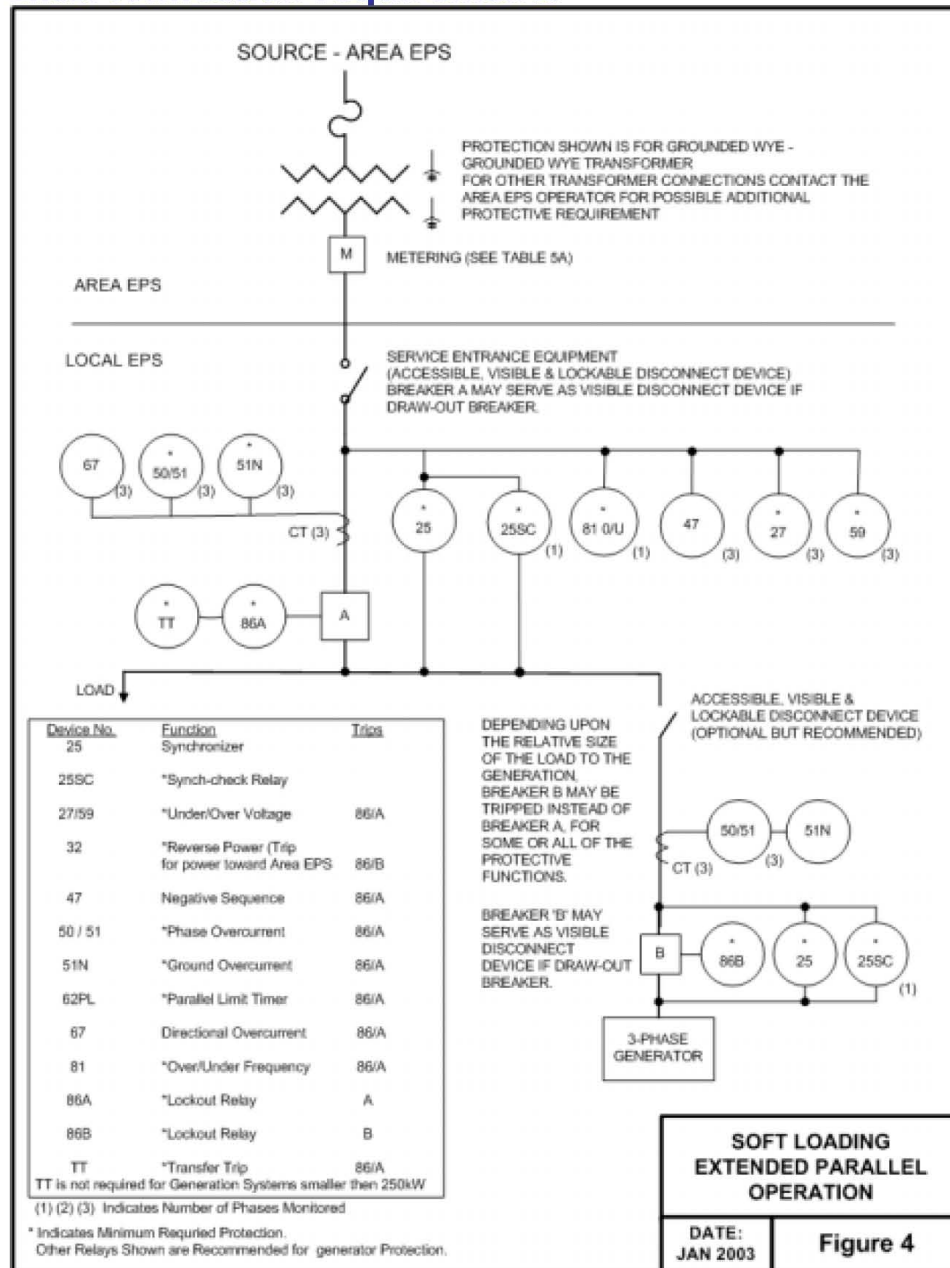 SOURCE - AREA EPS
PROTECTION SHOWN IS FOR GROUNDED WYE -
GROUNDED WYE TRANSFORMER
FOR OTHER TRANSFORMER CONNECTIONS CONTACT THE
AREA EPS OPERATOR FOR POSSIBLE ADDITIONAL
PROTECTIVE REQUIREMENT
M
METERING (SEE TABLE 5A)
AREA EPS
LOCAL EPS
SERVICE ENTRANCE EQUIPMENT
(ACCESSIBLE, VISIBLE & LOCKABLE DISCONNECT DEVICE)
BREAKER A MAY SERVE AS VISIBLE DISCONNECT DEVICE IF
DRAW-OUT BREAKER.
67
(3)
*
50/51
(3)
*
51N
(3)
CT (3)
*
25
*
25SC
(1)
*
81 0/U
(1)
47
(3)
*
27
(3)
*
59
(3)
*
TT
*
86A
A
LOAD
ACCESSIBLE, VISIBLE &
LOCKABLE DISCONNECT DEVICE
(OPTIONAL BUT RECOMMENDED)
DEPENDING UPON
THE RELATIVE SIZE
OF THE LOAD TO THE
GENERATION,
BREAKER B MAY BE
TRIPPED INSTEAD OF
BREAKER A, FOR
SOME OR ALL OF THE
PROTECTIVE
FUNCTIONS.
50/51
(3)
51N
CT (3)
BREAKER 'B' MAY
SERVE AS VISIBLE
DISCONNECT
DEVICE IF DRAW-OUT
BREAKER.
B
*
86B
*
25
*
25SC
(1)
3-PHASE
GENERATOR
Device No. Function Trips
25 Synchronizer
25SC *Synch-check Relay
27/59 *Under/Over Voltage 86/A
32 *Reverse Power (Trip
for power toward Area EPS 86/B
47 Negative Sequence 86/A
50 / 51 *Phase Overcurrent 86/A
51N *Ground Overcurrent 86/A
62PL *Parallel Limit Timer 86/A
67 Directional Overcurrent 86/A
81 *Over/Under Frequency 86/A
86A *Lockout Relay A
86B *Lockout Relay B
TT *Transfer Trip 86/A
TT is not required for Generation Systems smaller then 250kW
(1) (2) (3) Indicates Number of Phases Monitored
* Indicates Minimum Requried Protection.
Other Relays Shown are Recommended for generator Protection.
SOFT LOADING
EXTENDED PARALLEL
OPERATION
DATE:
JAN 2003
Figure 4